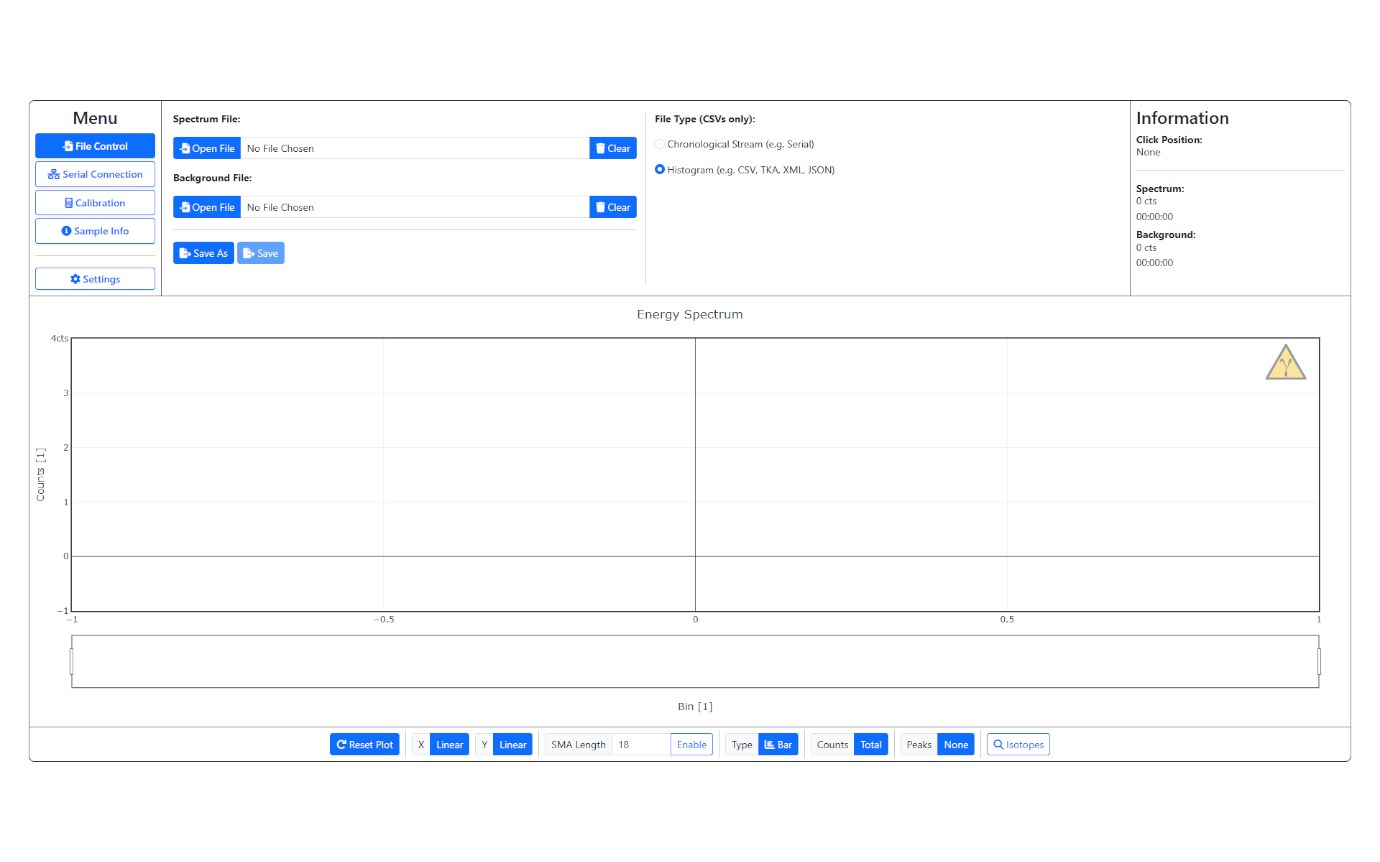 Menu
File Control
Serial Connection
Calibration
Sample Info
Settings
Spectrum File:
Open File No File Chosen Clear
Background File:
Open File No File Chosen Clear
Save As Save
File Type (CSVs only):
Chronological Stream (e.g. Serial)
Histogram (e.g. CSV, TKA, XML, JSON)
Information
Click Position:
None
Spectrum:
0 cts
00:00:00
Background:
0 cts
00:00:00
Energy Spectrum
4cts
3
2
1
0
−1
Counts [1]
−1 −0.5 0 0.5 1
γ
Bin [1]
Reset Plot X Linear Y Linear SMA Length 18 Enable Type Bar Counts Total Peaks None Isotopes